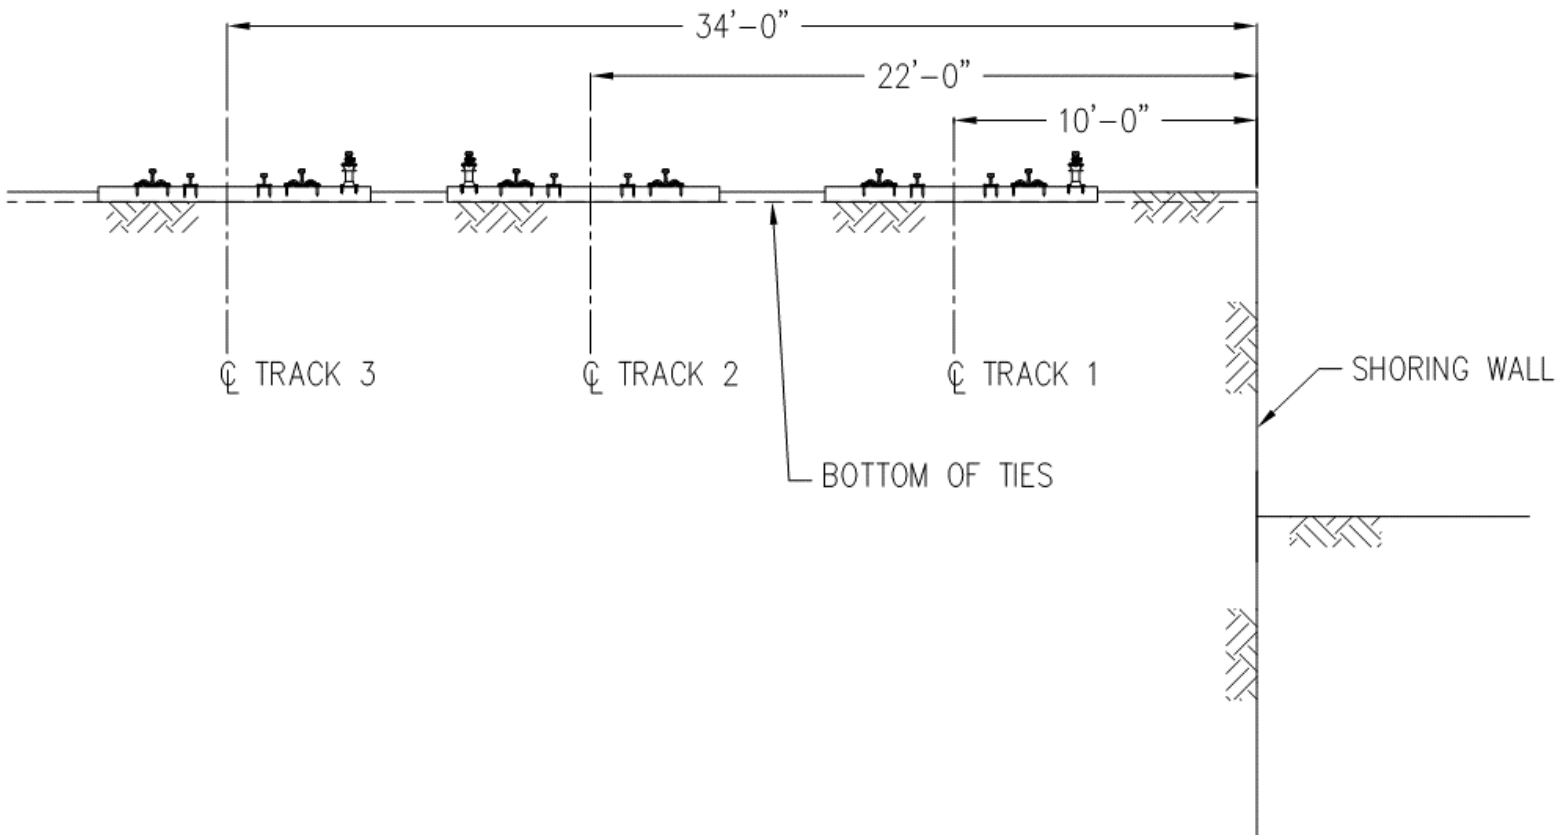 34'-0"
22'-0"
10'-0"
℄ TRACK 3
℄ TRACK 2
℄ TRACK 1
SHORING WALL
BOTTOM OF TIES